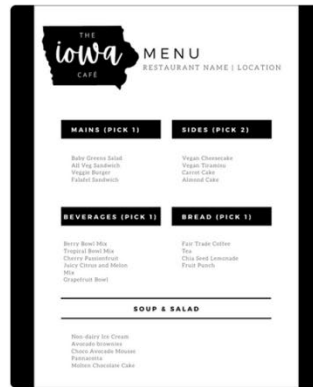 THE
iowa
CAFÉ
MENU
RESTAURANT NAME | LOCATION
MAINS (PICK 1)
Baby Greens Salad
All Veg Sandwich
Veggie Burger
Falafel Sandwich
SIDES (PICK 2)
Vegan Cheesecake
Vegan Tiramisu
Carrot Cake
Almond Cake
BEVERAGES (PICK 1)
Berry Bowl Mix
Tropical Bowl Mix
Cherry Passionfruit
Juicy Citrus and Melon
Mix
Grapefruit Bowl
BREAD (PICK 1)
Fair Trade Coffee
Tea
Chia Seed Lemonade
Fruit Punch
SOUP & SALAD
Non-dairy Ice Cream
Avocado brownies
Choco Avocado Mousse
Pannacotta
Molten Chocolate Cake